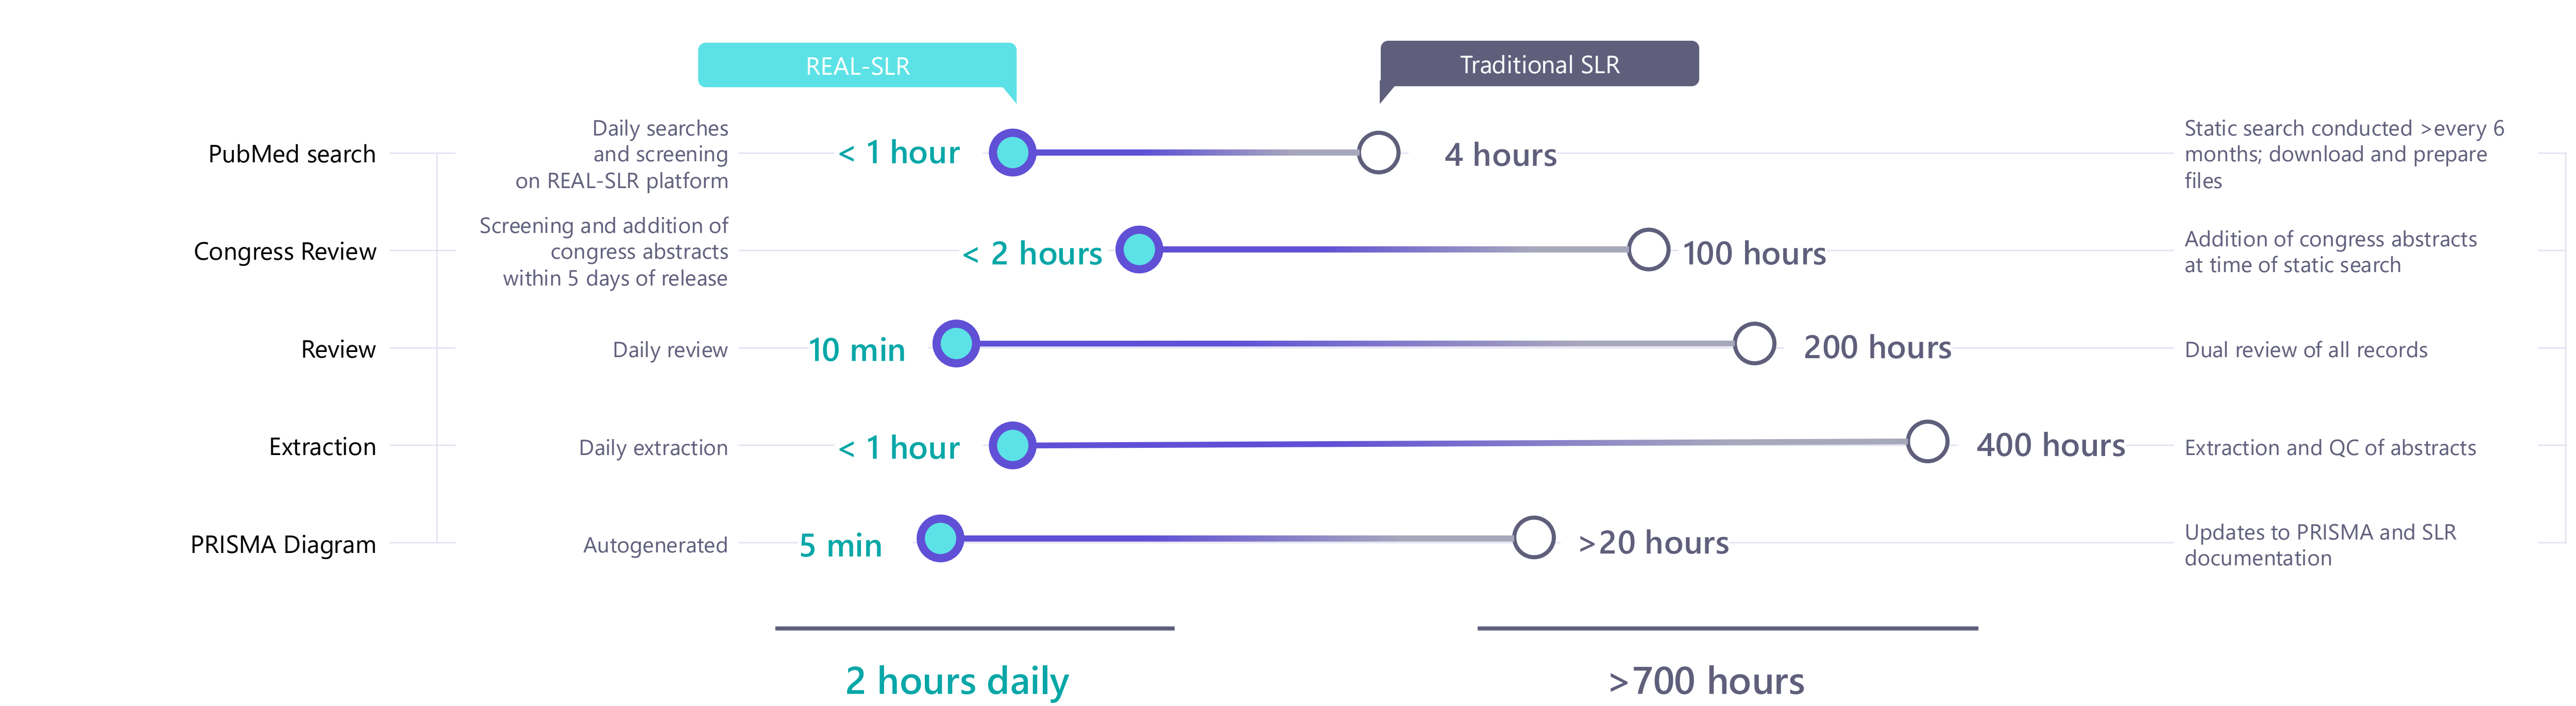 REAL-SLR
Traditional SLR
PubMed search
Daily searches
and screening
on REAL-SLR platform
< 1 hour
4 hours
Static search conducted >every 6
months; download and prepare
files
Congress Review
Screening and addition of
congress abstracts
within 5 days of release
< 2 hours
100 hours
Addition of congress abstracts
at time of static search
Review
Daily review
10 min
200 hours
Dual review of all records
Extraction
Daily extraction
< 1 hour
400 hours
Extraction and QC of abstracts
PRISMA Diagram
Autogenerated
5 min
>20 hours
Updates to PRISMA and SLR
documentation
2 hours daily
>700 hours